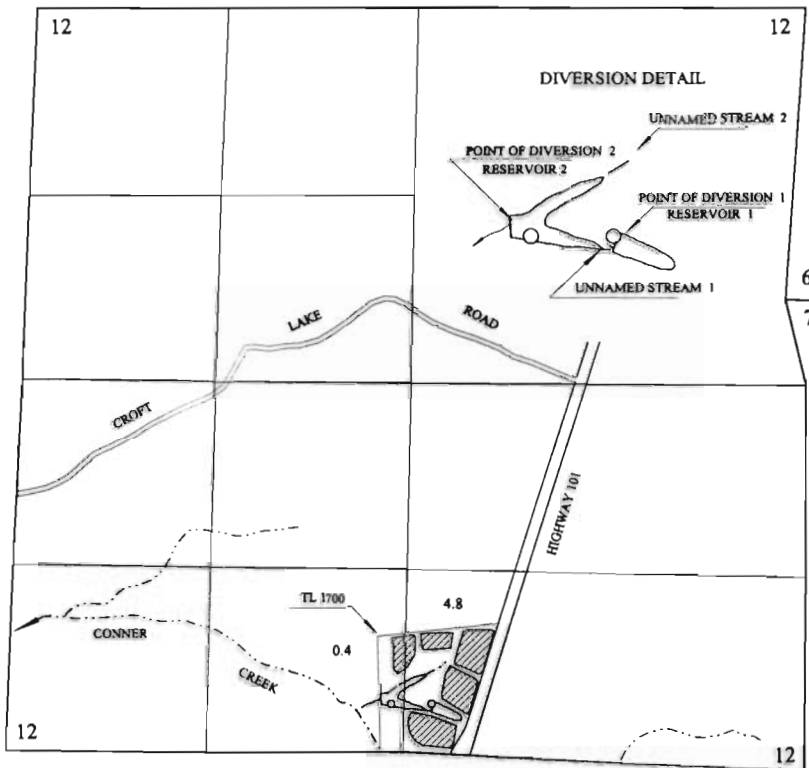 12
12
DIVERSION DETAIL
UNNAMED STREAM 2
POINT OF DIVERSION 2
RESERVOIR 2
POINT OF DIVERSION 1
RESERVOIR 1
UNNAMED STREAM 1
6
7
LAKE
ROAD
CROFT
HIGHWAY 101
TL 1700
4.8
0.4
CONNER
CREEK
12
12